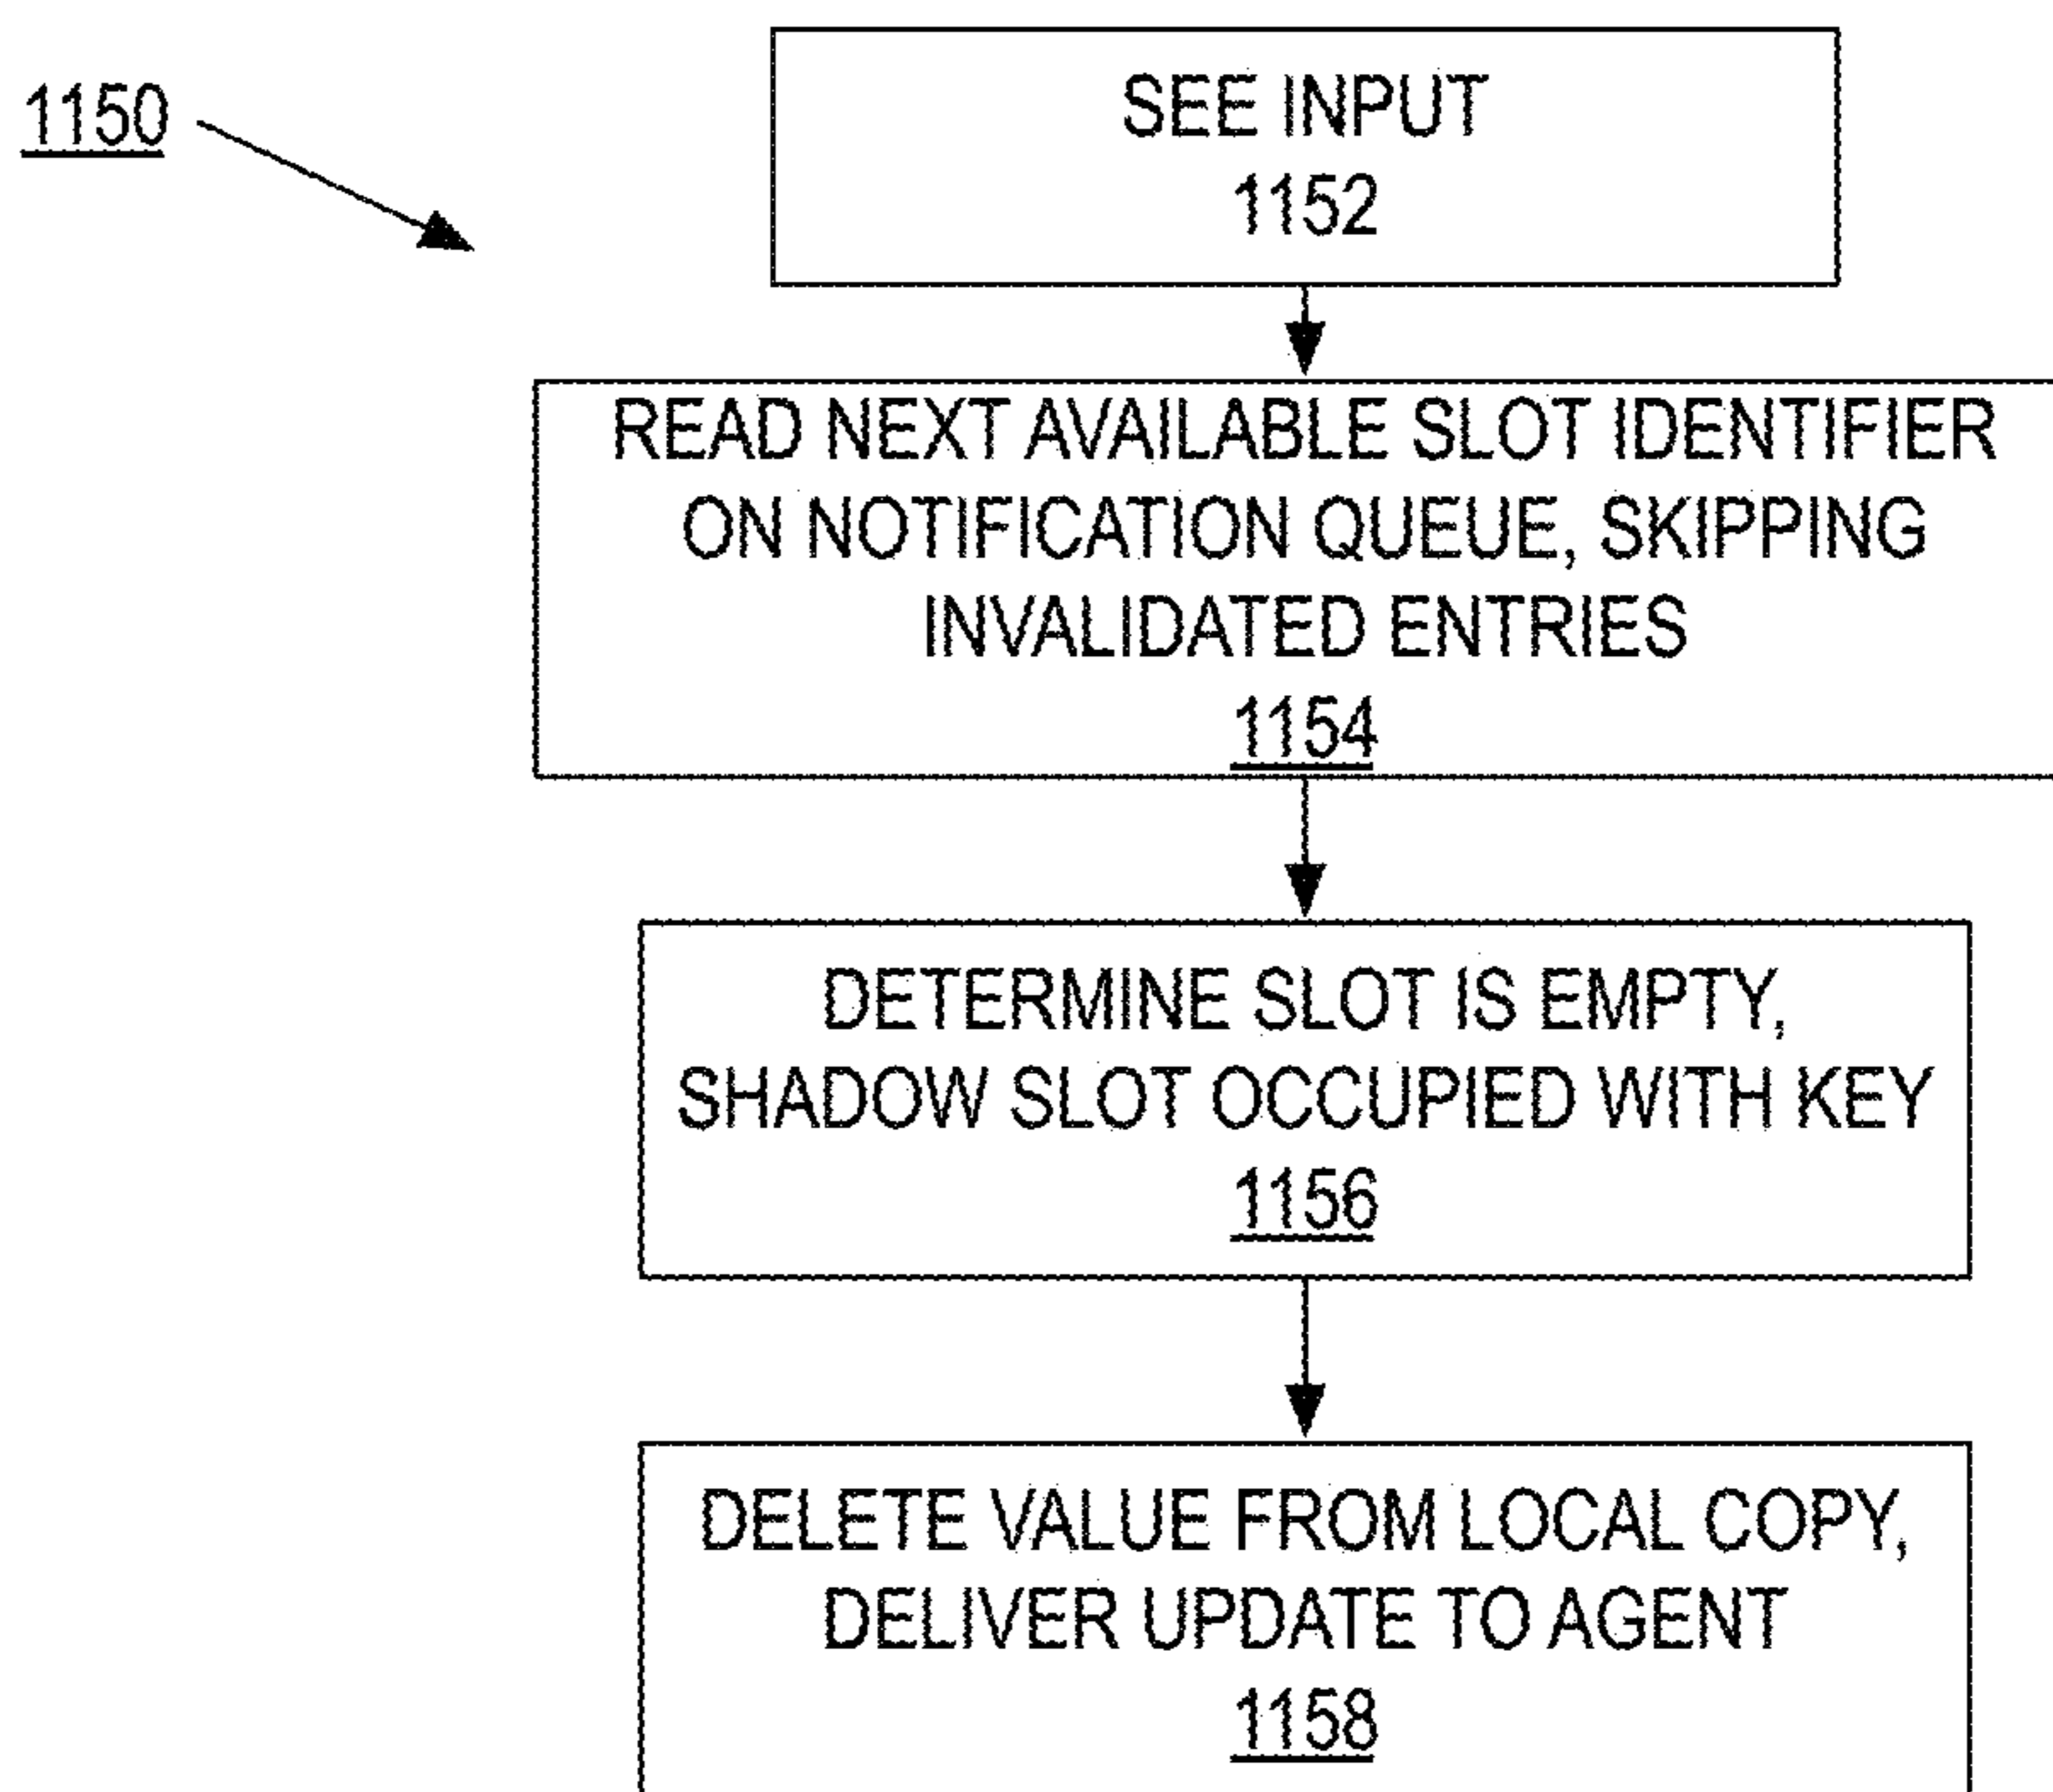 1150
SEE INPUT
1152
READ NEXT AVAILABLE SLOT IDENTIFIER
ON NOTIFICATION QUEUE, SKIPPING
INVALIDATED ENTRIES
1154
DETERMINE SLOT IS EMPTY,
SHADOW SLOT OCCUPIED WITH KEY
1156
DELETE VALUE FROM LOCAL COPY,
DELIVER UPDATE TO AGENT
1158